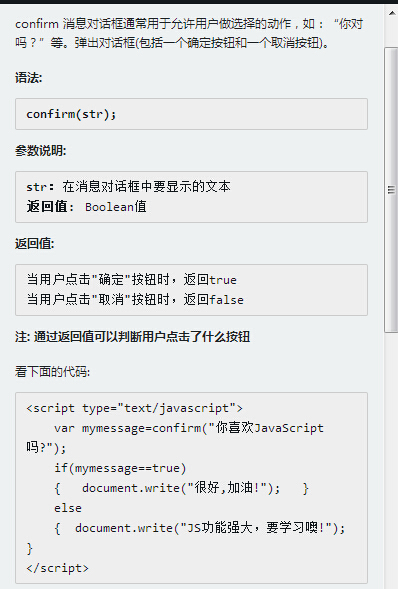 confirm 消息对话框通常用于允许用户做选择的动作，如：“你对
吗？”等。弹出对话框(包括一个确定按钮和一个取消按钮)。
语法:
confirm(str);
参数说明:
str: 在消息对话框中要显示的文本
返回值: Boolean值
返回值:
当用户点击"确定"按钮时，返回true
当用户点击"取消"按钮时，返回false
注: 通过返回值可以判断用户点击了什么按钮
看下面的代码:
<script type="text/javascript">
    var mymessage=confirm("你喜欢JavaScript
吗?");
    if(mymessage==true)
    {   document.write("很好,加油!");   }
    else
    {  document.write("JS功能强大，要学习噢!");
}
</script>